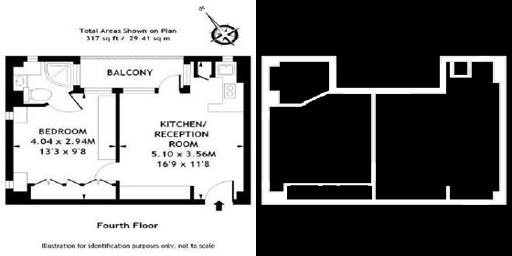 Total Areas Shown on Plan
317 sq ft / 29.41 sq m
BALCONY
BEDROOM
4.04 x 2.94M
13'3 x 9'8
KITCHEN/
RECEPTION
ROOM
5.10 x 3.56M
16'9 x 11'8
Fourth Floor
Illustration for identification purposes only, not to scale